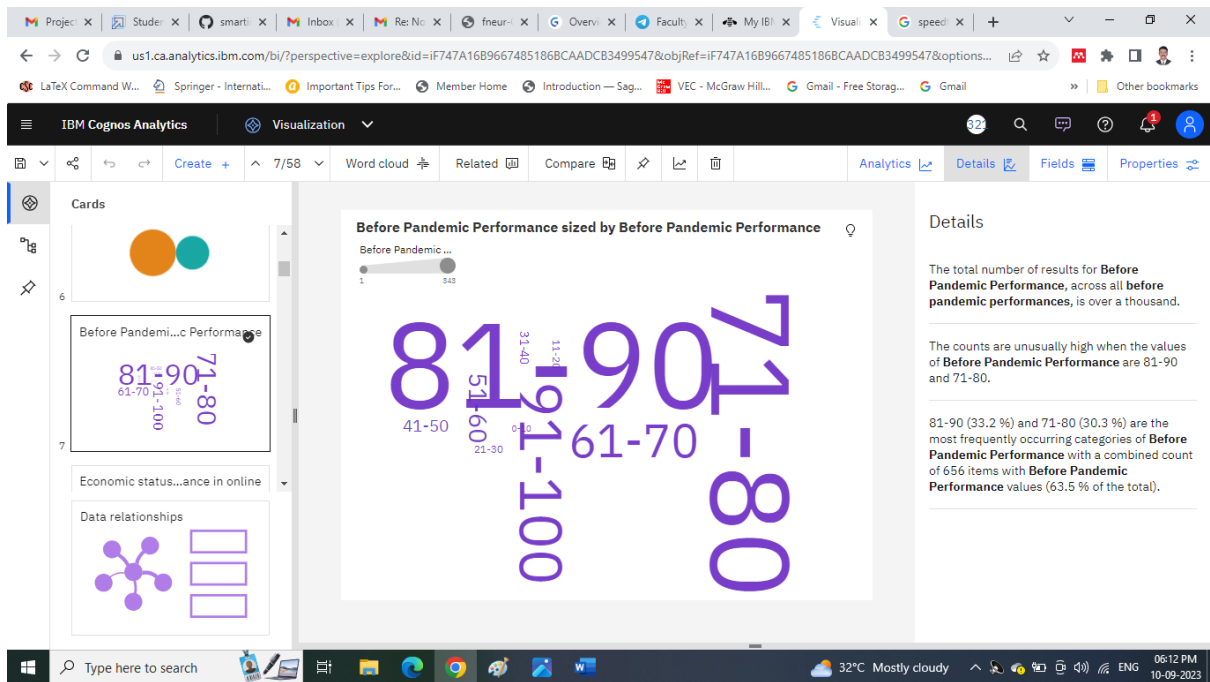 Project
Studer
smarti
Inbox
Re: No
fneur-
Overvi
Faculty
My IBM
Visuali
speed
us1.ca.analytics.ibm.com/bi/?perspective=explore&id=iF747A16B9667485186BCAADCB3499547&objRef=iF747A16B9667485186BCAADCB3499547&options...
LaTeX Command W...
Springer - Internati...
Important Tips For...
Member Home
Introduction — Sag...
VEC - McGraw Hill...
Gmail - Free Storag...
Gmail
Other bookmarks
IBM Cognos Analytics
Visualization
321
1
Create +
7/58
Word cloud
Related
Compare
Analytics
Details
Fields
Properties
Cards
6
Before Pandemi...c Performance
81-90
71-80
61-70
91-100
7
Economic status...ance in online
Data relationships
Before Pandemic Performance sized by Before Pandemic Performance
Before Pandemic ...
1 343
81-90
71-80
31-40
11-20
51-60
91-100
41-50
0-10
61-70
21-30
Details
The total number of results for Before
Pandemic Performance, across all before
pandemic performances, is over a thousand.
The counts are unusually high when the values
of Before Pandemic Performance are 81-90
and 71-80.
81-90 (33.2 %) and 71-80 (30.3 %) are the
most frequently occurring categories of Before
Pandemic Performance with a combined count
of 656 items with Before Pandemic
Performance values (63.5 % of the total).
Type here to search
32°C Mostly cloudy
ENG
06:12 PM
10-09-2023